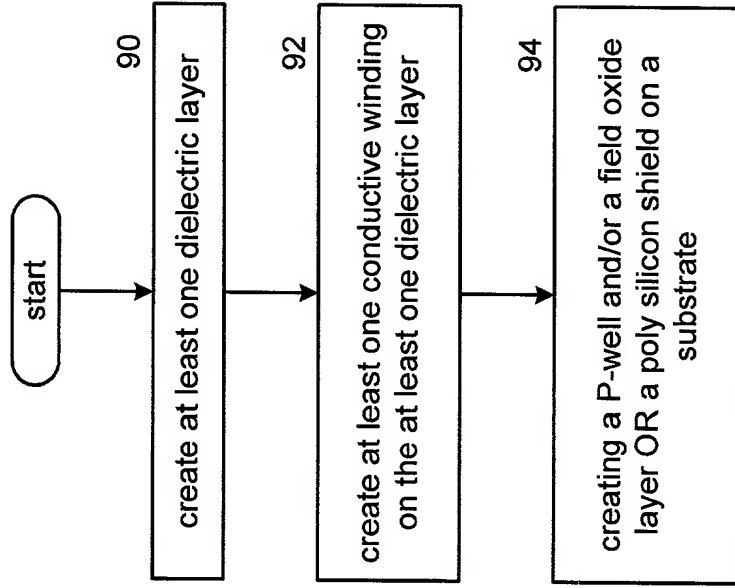 start
90
create at least one dielectric layer
92
create at least one conductive winding
on the at least one dielectric layer
94
creating a P-well and/or a field oxide
layer OR a poly silicon shield on a
substrate